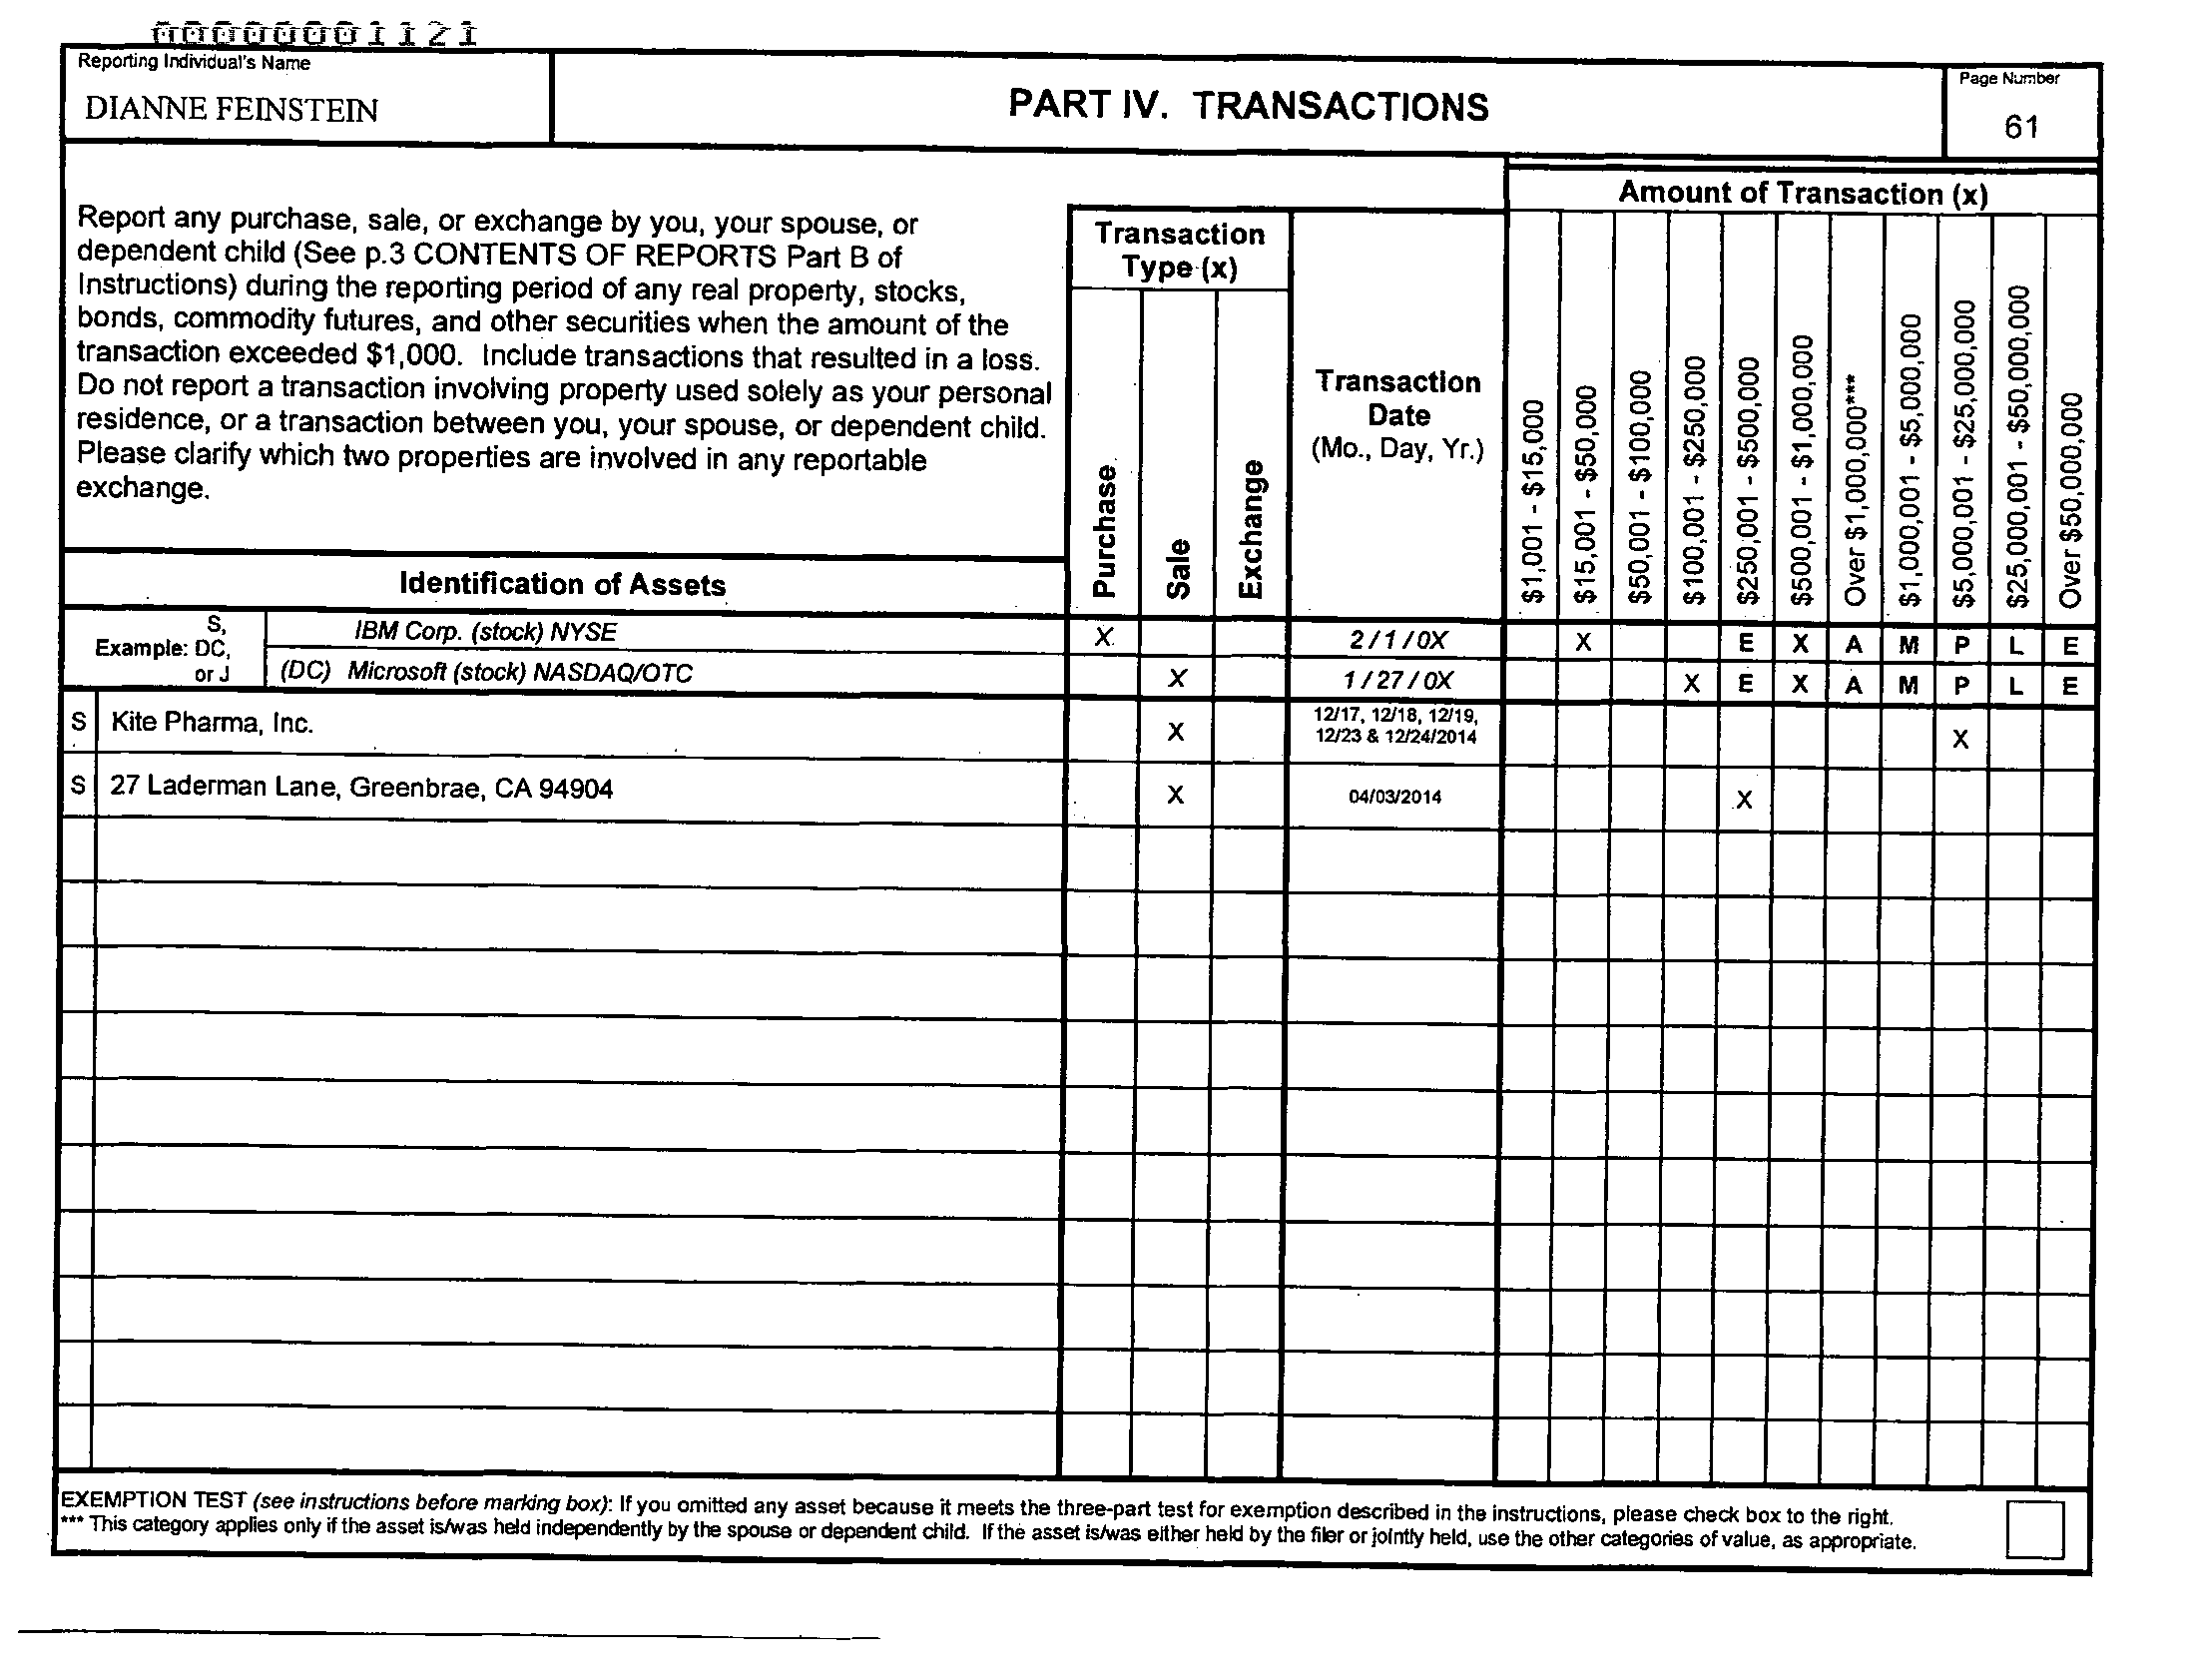 00000001121
Reporting Individual's Name
DIANNE FEINSTEIN
PART IV. TRANSACTIONS
Page Number
61
Report any purchase, sale, or exchange by you, your spouse, or
dependent child (See p.3 CONTENTS OF REPORTS Part B of
Instructions) during the reporting period of any real property, stocks,
bonds, commodity futures, and other securities when the amount of the
transaction exceeded $1,000. Include transactions that resulted in a loss.
Do not report a transaction involving property used solely as your personal
residence, or a transaction between you, your spouse, or dependent child.
Please clarify which two properties are involved in any reportable
exchange.
Identification of Assets
Transaction
Type (x)
Purchase
Sale
Exchange
Transaction
Date
(Mo., Day, Yr.)
Amount of Transaction (x)
$1,001 - $15,000
$15,001 - $50,000
$50,001 - $100,000
$100,001 - $250,000
$250,001 - $500,000
$500,001 - $1,000,000
Over $1,000,000***
$1,000,001 - $5,000,000
$5,000,001 - $25,000,000
$25,000,001 - $50,000,000
Over $50,000,000
Example: S, DC, or J
IBM Corp. (stock) NYSE X 2 / 1 / 0X X E X A M P L E
(DC) Microsoft (stock) NASDAQ/OTC X 1 / 27 / 0X X E X A M P L E
S Kite Pharma, Inc. X 12/17, 12/18, 12/19,
12/23 & 12/24/2014 X
S 27 Laderman Lane, Greenbrae, CA 94904 X 04/03/2014 X
EXEMPTION TEST (see instructions before marking box): If you omitted any asset because it meets the three-part test for exemption described in the instructions, please check box to the right.
*** This category applies only if the asset is/was held independently by the spouse or dependent child. If the asset is/was either held by the filer or jointly held, use the other categories of value, as appropriate.